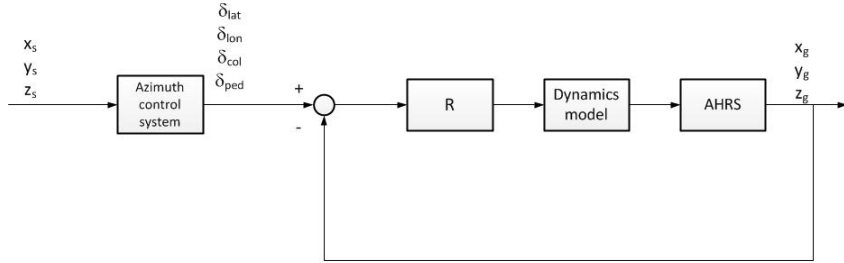 xs
ys
zs
Azimuth
control
system
δlat
δlon
δcol
δped
+
-
R
Dynamics
model
AHRS
xg
yg
zg